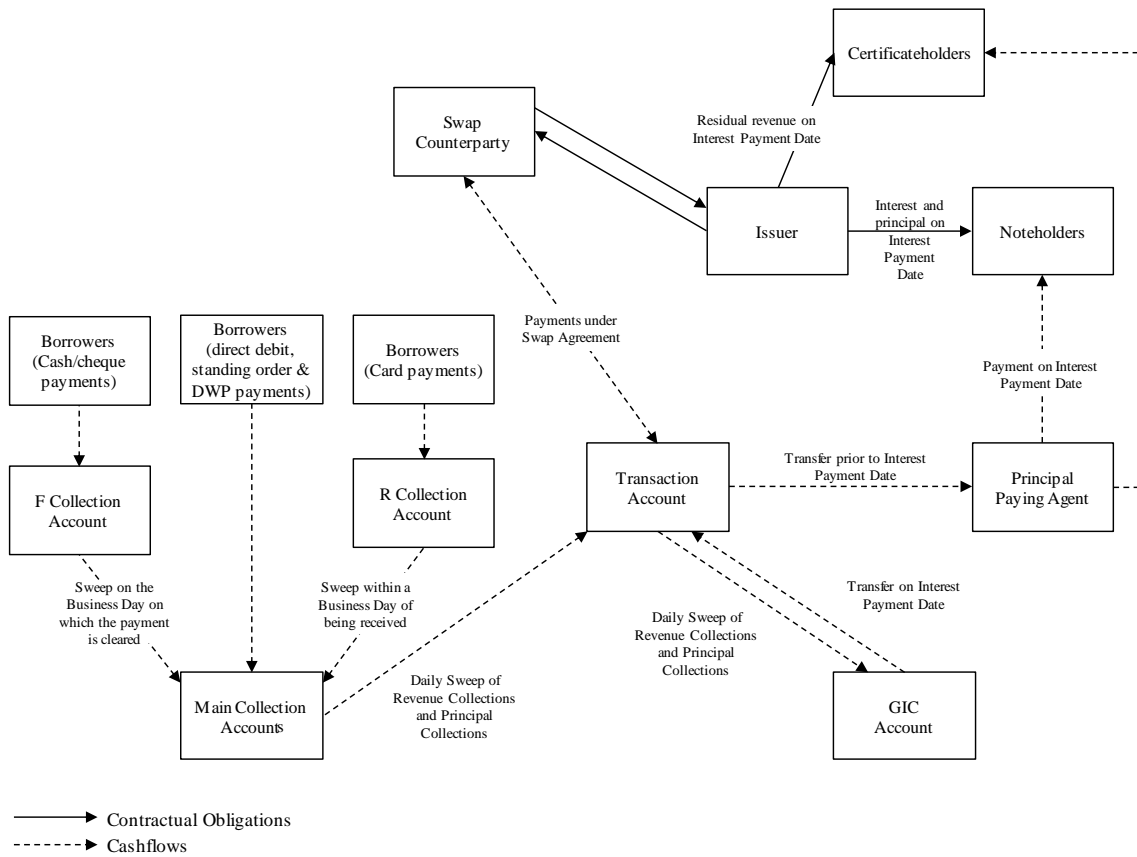 Certificateholders
Swap
Counterparty
Residual revenue on
Interest Payment Date
Issuer
Interest and
principal on
Interest
Payment
Date
Noteholders
Payments under
Swap Agreement
Borrowers
(Cash/cheque
payments)
Borrowers
(direct debit,
standing order &
DWP payments)
Borrowers
(Card payments)
Payment on Interest
Payment Date
F Collection
Account
R Collection
Account
Transaction
Account
Transfer prior to Interest
Payment Date
Principal
Paying Agent
Sweep on the
Business Day on
which the payment
is cleared
Sweep within a
Business Day of
being received
Transfer on Interest
Payment Date
Daily Sweep of
Revenue Collections
and Principal
Collections
Main Collection
Accounts
Daily Sweep of
Revenue Collections
and Principal
Collections
GIC
Account
Contractual Obligations
Cashflows